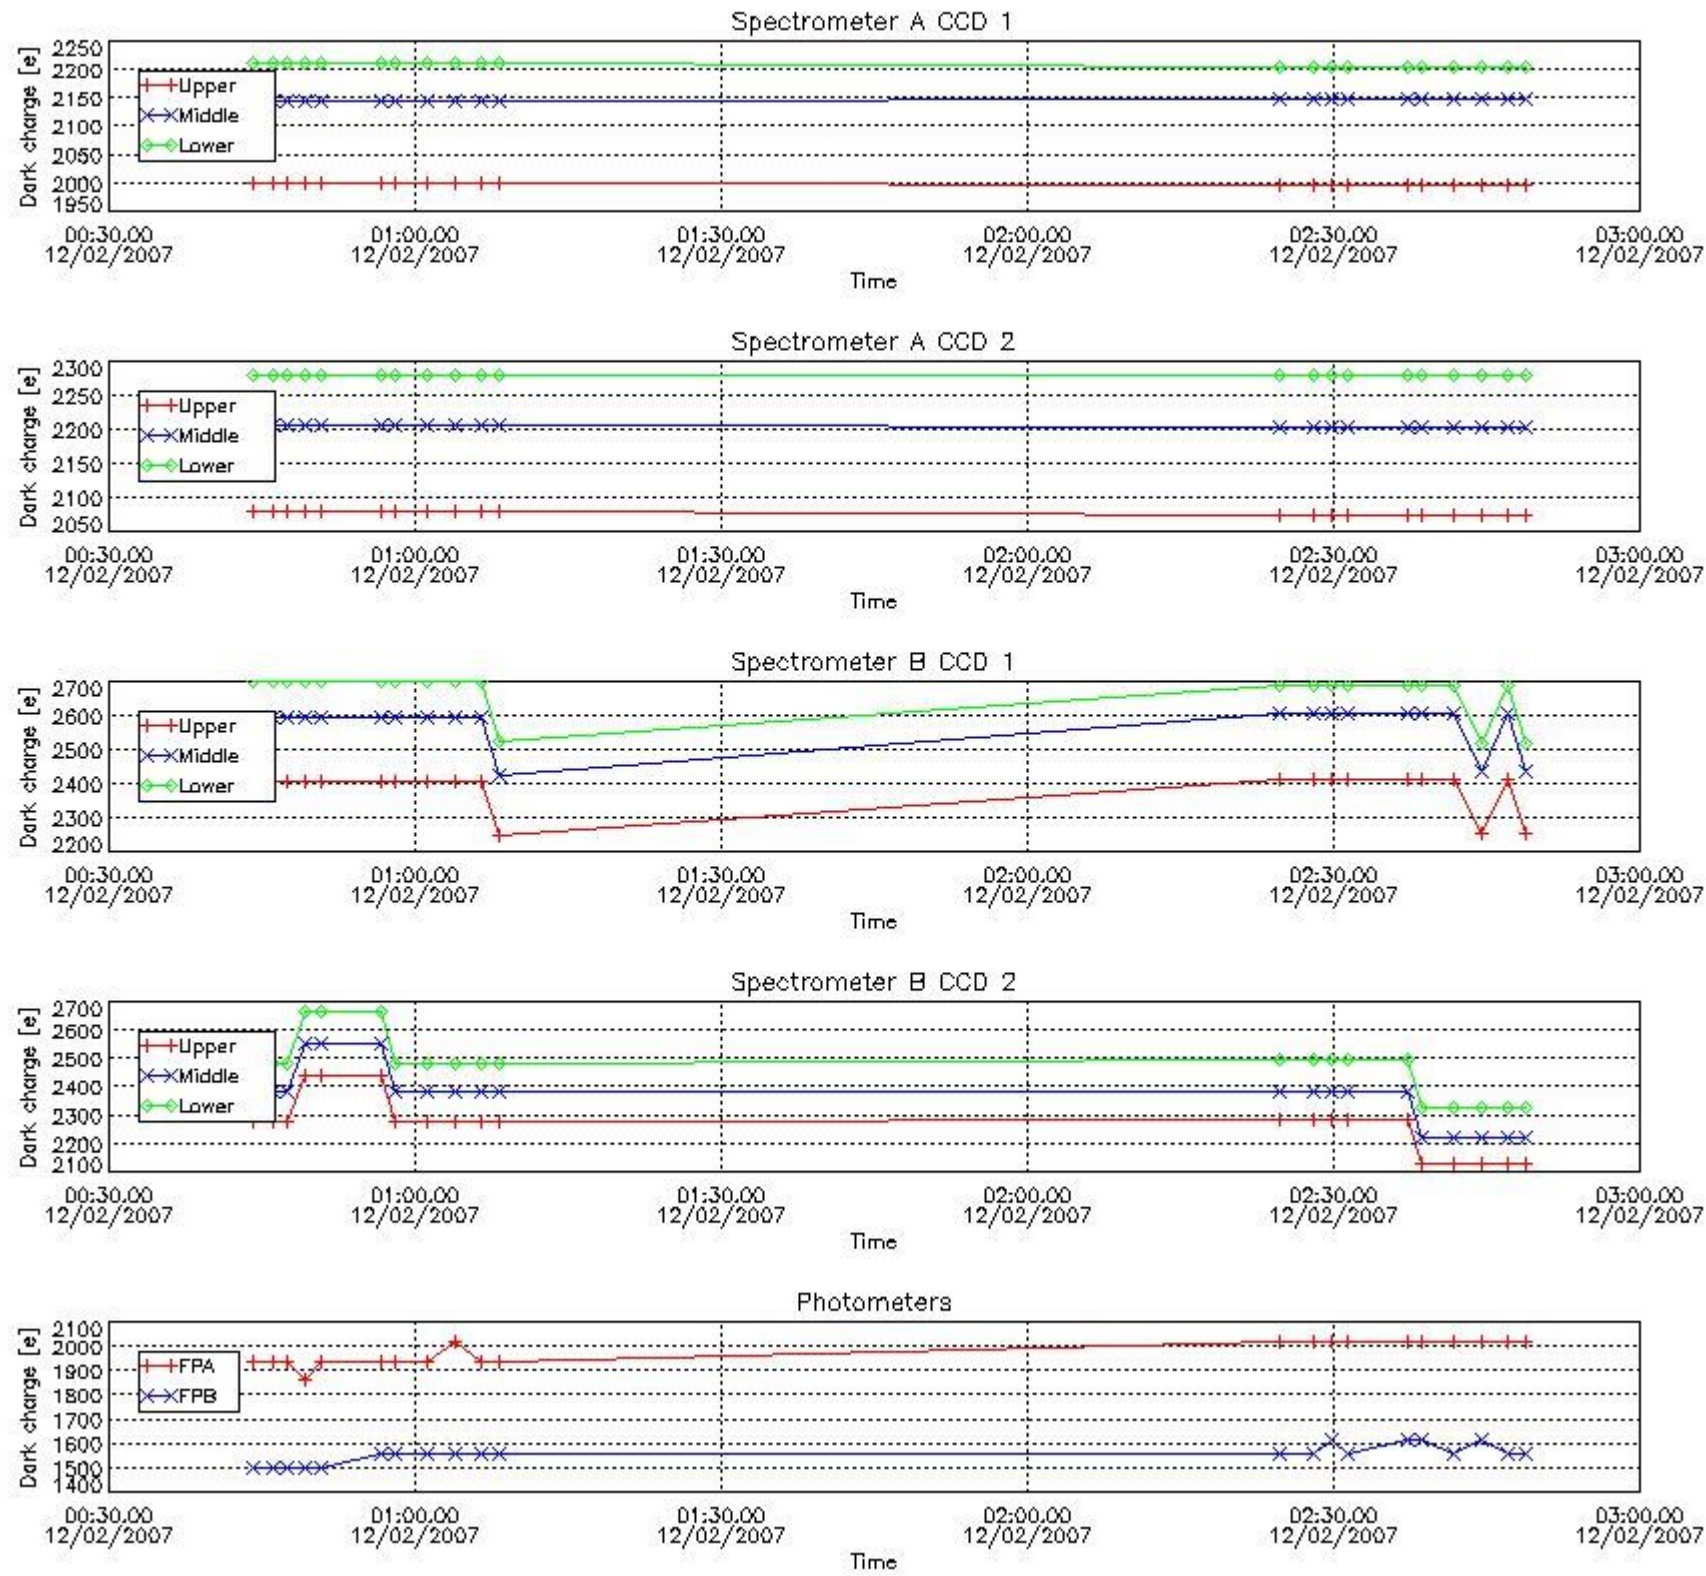 Spectrometer A CCD 1
Dark charge [e]
2250
2200
2150
2100
2050
2000
1950
Upper
Middle
Lower
00:30.00 01:00.00 01:30.00 02:00.00 02:30.00 03:00.00
12/02/2007 12/02/2007 12/02/2007 12/02/2007 12/02/2007 12/02/2007
Time
Spectrometer A CCD 2
Dark charge [e]
2300
2250
2200
2150
2100
2050
Upper
Middle
Lower
00:30.00 01:00.00 01:30.00 02:00.00 02:30.00 03:00.00
12/02/2007 12/02/2007 12/02/2007 12/02/2007 12/02/2007 12/02/2007
Time
Spectrometer B CCD 1
Dark charge [e]
2700
2600
2500
2400
2300
2200
Upper
Middle
Lower
00:30.00 01:00.00 01:30.00 02:00.00 02:30.00 03:00.00
12/02/2007 12/02/2007 12/02/2007 12/02/2007 12/02/2007 12/02/2007
Time
Spectrometer B CCD 2
Dark charge [e]
2700
2600
2500
2400
2300
2200
2100
Upper
Middle
Lower
00:30.00 01:00.00 01:30.00 02:00.00 02:30.00 03:00.00
12/02/2007 12/02/2007 12/02/2007 12/02/2007 12/02/2007 12/02/2007
Time
Photometers
Dark charge [e]
2100
2000
1900
1800
1700
1600
1500
1400
FPA
FPB
00:30.00 01:00.00 01:30.00 02:00.00 02:30.00 03:00.00
12/02/2007 12/02/2007 12/02/2007 12/02/2007 12/02/2007 12/02/2007
Time